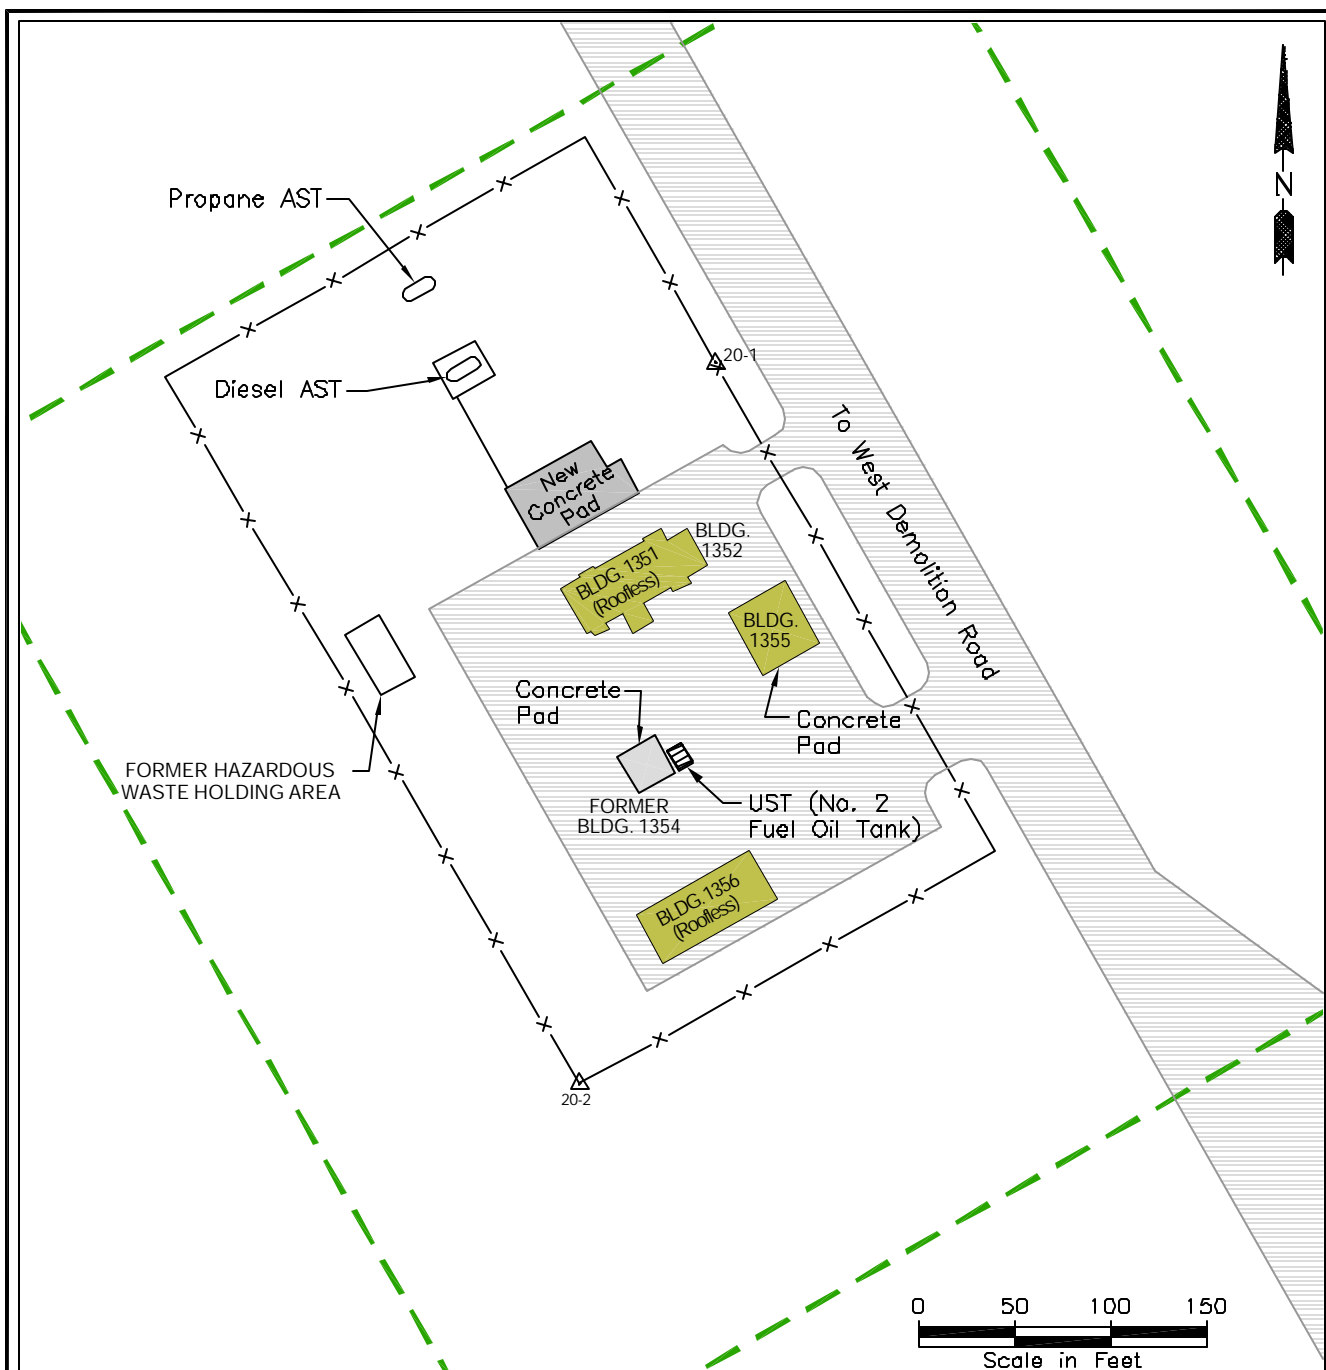 N
Propane AST
20-1
Diesel AST
To West Demolition Road
New
Concrete
Pad
BLDG.
1352
BLDG. 1351
(Roofless)
BLDG.
1355
Concrete
Pad
Concrete
Pad
FORMER HAZARDOUS
WASTE HOLDING AREA
UST (No. 2
Fuel Oil Tank)
FORMER
BLDG. 1354
BLDG. 1356
(Roofless)
20-2
0 50 100 150
Scale in Feet